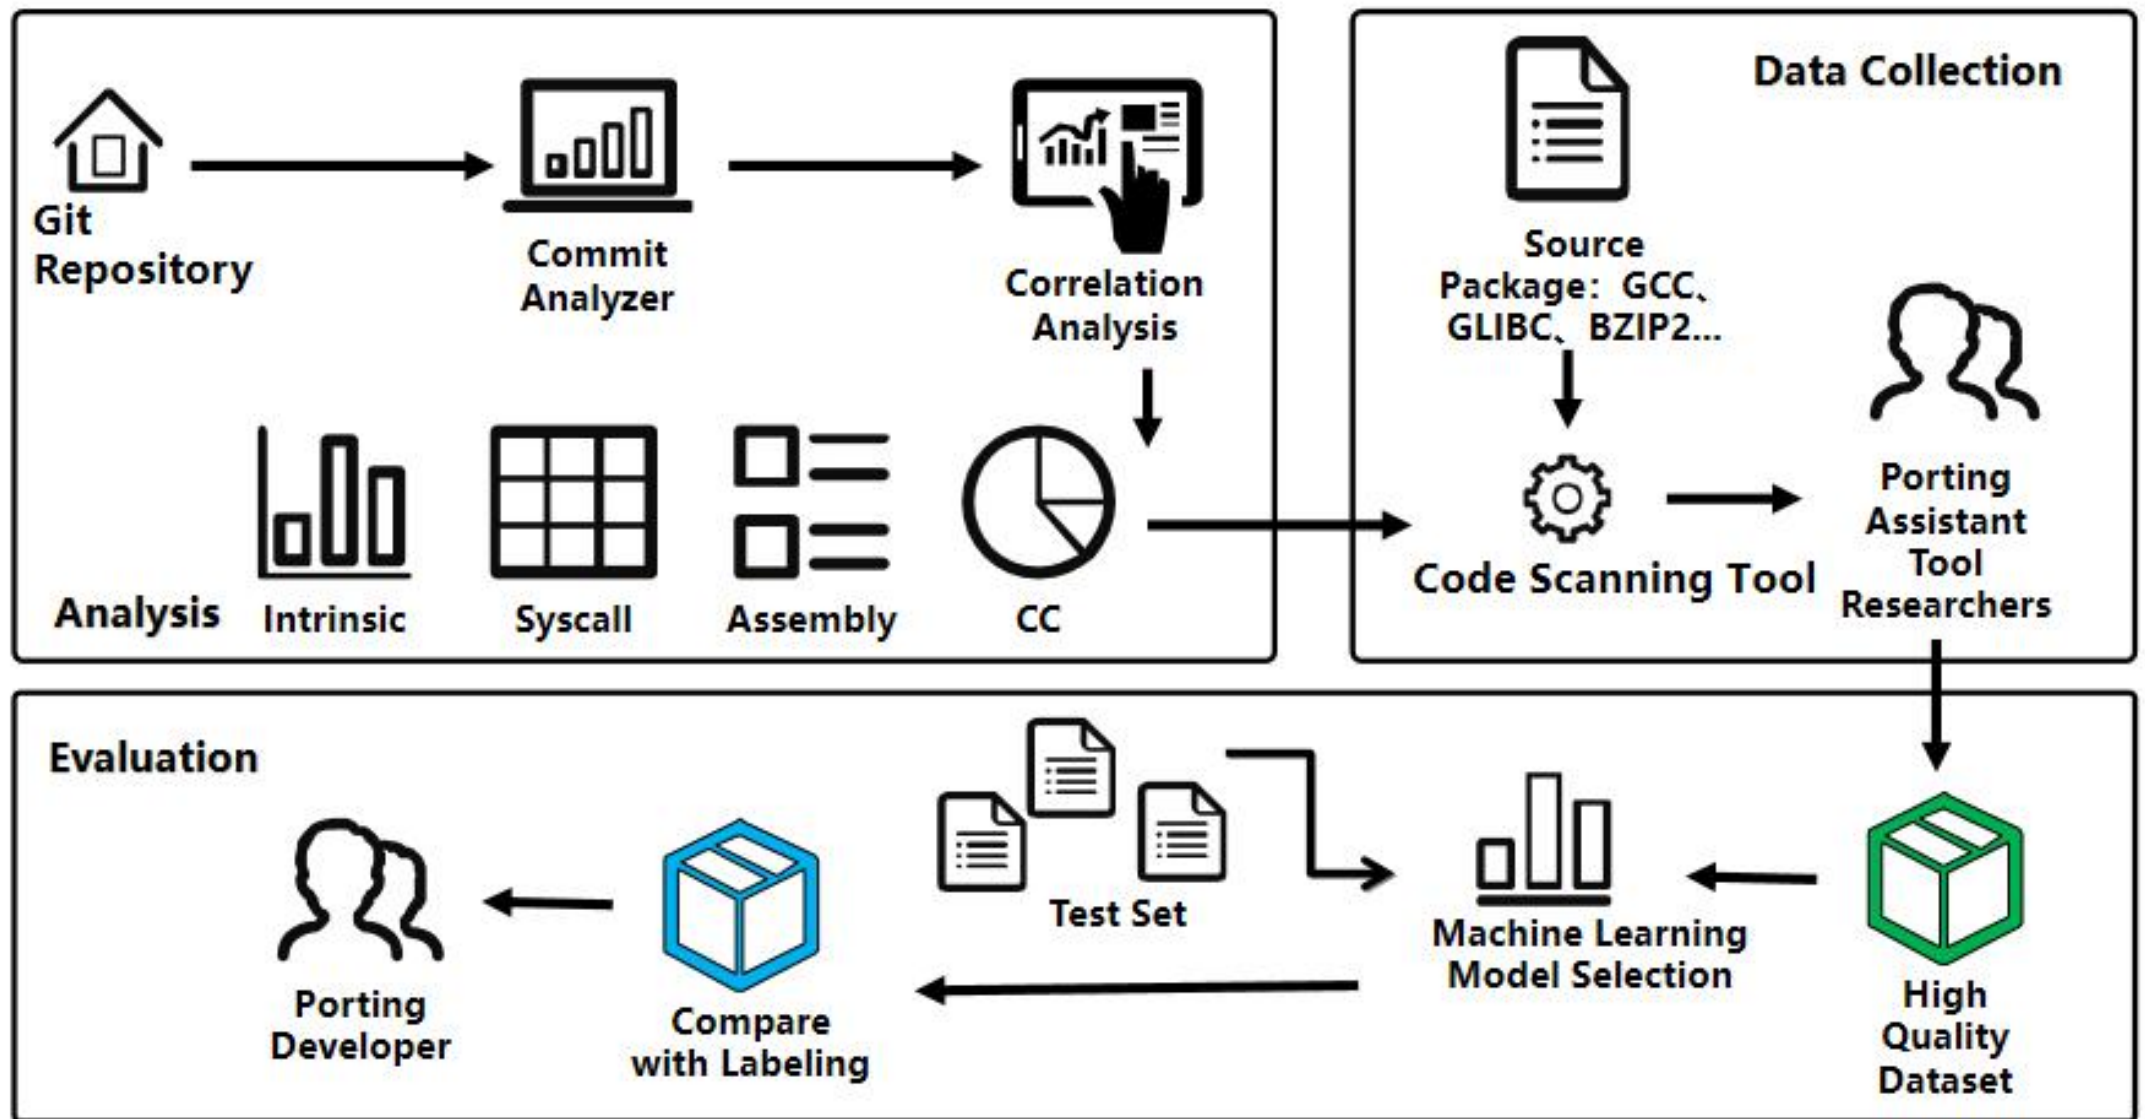 Git
Repository
Commit
Analyzer
Correlation
Analysis
Analysis
Intrinsic
Syscall
Assembly
CC
Data Collection
Source
Package：GCC、
GLIBC、BZIP2...
Code Scanning Tool
Porting
Assistant
Tool
Researchers
Evaluation
Porting
Developer
Compare
with Labeling
Test Set
Machine Learning
Model Selection
High
Quality
Dataset